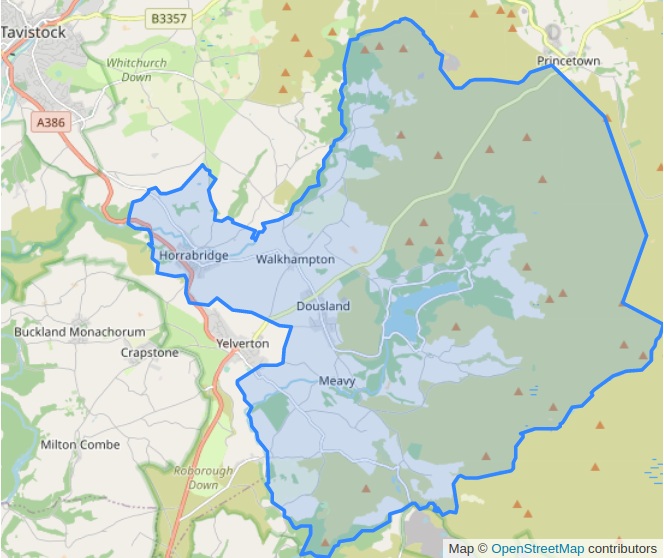 Tavistock
B3357
Whitchurch
Down
Princetown
A386
Horrabridge
Walkhampton
Dousland
Buckland Monachorum
Yelverton
Crapstone
Meavy
Milton Combe
Roborough
Down
Map © OpenStreetMap contributors